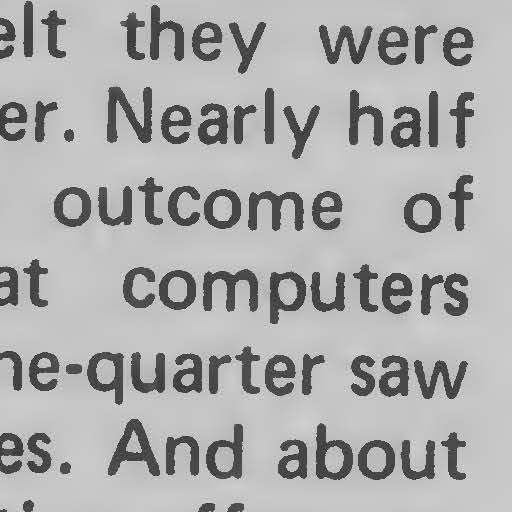 elt they were
er. Nearly half
outcome of
at computers
ne-quarter saw
es. And about